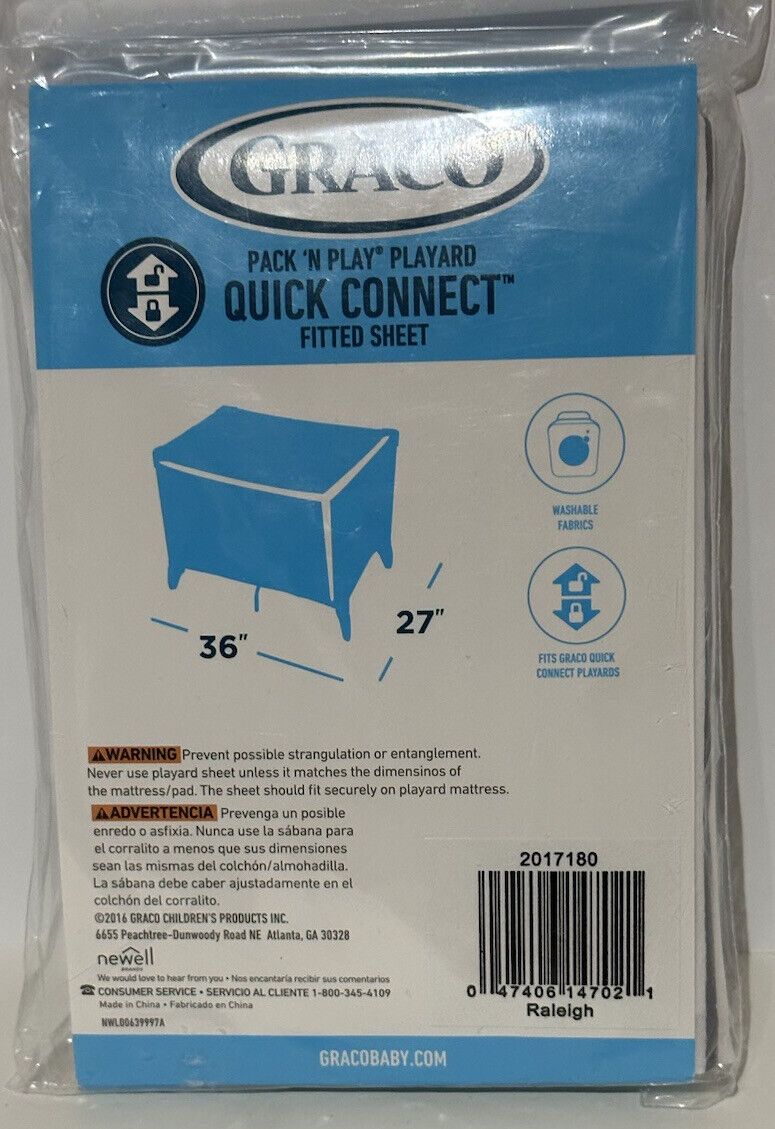 GRACO
PACK 'N PLAY® PLAYARD
QUICK CONNECT™
FITTED SHEET
WASHABLE
FABRICS
36"
27"
FITS GRACO QUICK
CONNECT PLAYARDS
⚠WARNING Prevent possible strangulation or entanglement.
Never use playard sheet unless it matches the dimensinos of
the mattress/pad. The sheet should fit securely on playard mattress.
⚠ADVERTENCIA Prevenga un posible
enredo o asfixia. Nunca use la sábana para
el corralito a menos que sus dimensiones
sean las mismas del colchón/almohadilla.
La sábana debe caber ajustadamente en el
colchón del corralito.
©2016 GRACO CHILDREN'S PRODUCTS INC.
6655 Peachtree-Dunwoody Road NE Atlanta, GA 30328
newell
BRANDS
We would love to hear from you • Nos encantaría recibir sus comentarios
☎ CONSUMER SERVICE • SERVICIO AL CLIENTE 1-800-345-4109
Made in China • Fabricado en China
NWL00639997A
2017180
0 47406 14702 1
Raleigh
GRACOBABY.COM